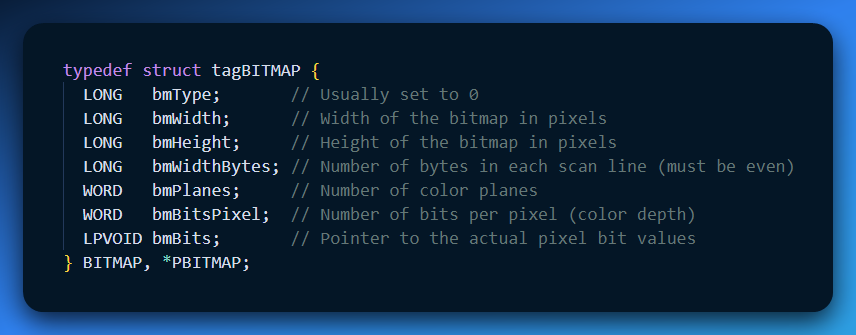 typedef struct tagBITMAP {
  LONG   bmType;       // Usually set to 0
  LONG   bmWidth;      // Width of the bitmap in pixels
  LONG   bmHeight;     // Height of the bitmap in pixels
  LONG   bmWidthBytes; // Number of bytes in each scan line (must be even)
  WORD   bmPlanes;     // Number of color planes
  WORD   bmBitsPixel;  // Number of bits per pixel (color depth)
  LPVOID bmBits;       // Pointer to the actual pixel bit values
} BITMAP, *PBITMAP;